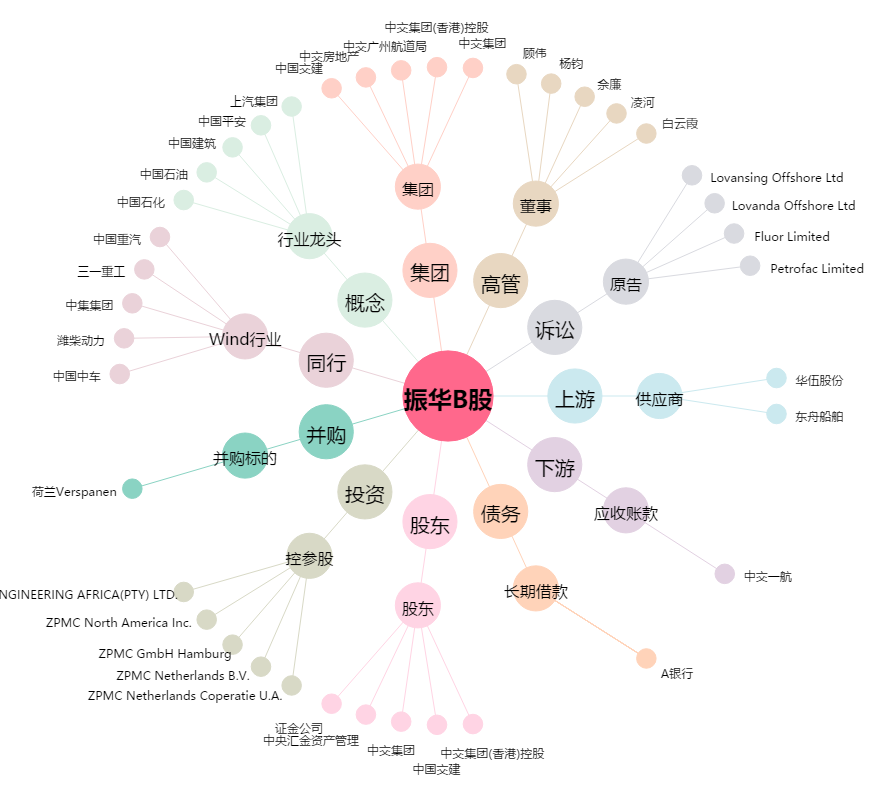 中交集团(香港)控股
中交广州航道局
中交集团
中交房地产
中国交建
顾伟
杨钧
佘廉
凌河
白云霞
上汽集团
中国平安
中国建筑
中国石油
中国石化
集团
董事
Lovansing Offshore Ltd
Lovanda Offshore Ltd
Fluor Limited
Petrofac Limited
行业龙头
中国重汽
三一重工
中集集团
潍柴动力
中国中车
集团
高管
原告
概念
诉讼
Wind行业
同行
振华B股
上游
供应商
华伍股份
东舟船舶
并购
并购标的
荷兰Verspanen
下游
应收账款
中交一航
投资
股东
债务
控参股
长期借款
A银行
NGINEERING AFRICA(PTY) LTD.
ZPMC North America Inc.
ZPMC GmbH Hamburg
ZPMC Netherlands B.V.
ZPMC Netherlands Coperatie U.A.
股东
证金公司
中央汇金资产管理
中交集团
中国交建
中交集团(香港)控股